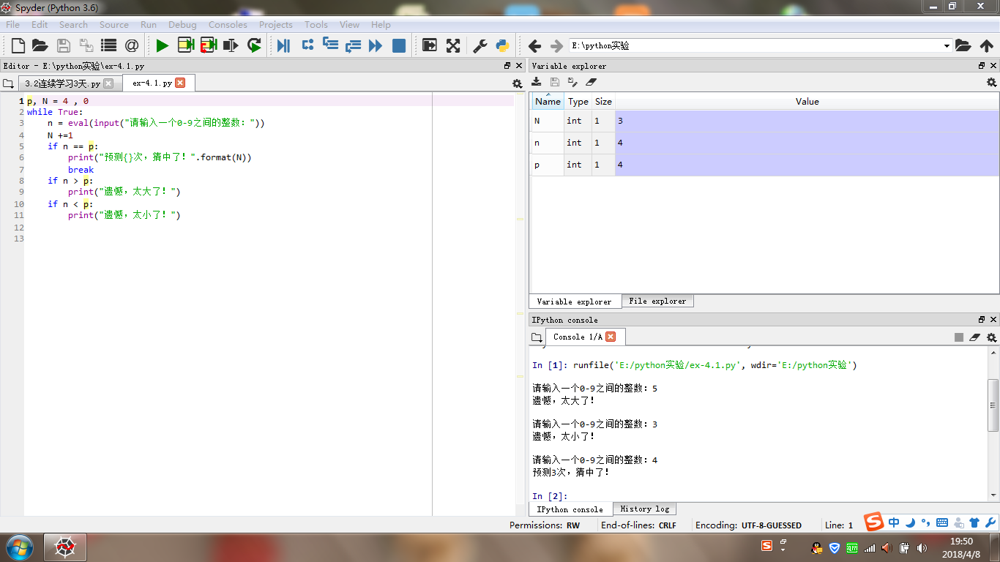 Spyder (Python 3.6)
File Edit Search Source Run Debug Consoles Projects Tools View Help
E:\python实验
Editor - E:\python实验\ex-4.1.py
3.2连续学习3天.py
ex-4.1.py
1 p, N = 4 , 0
2 while True:
3     n = eval(input("请输入一个0-9之间的整数："))
4     N +=1
5     if n == p:
6         print("预测{}次，猜中了！".format(N))
7         break
8     if n > p:
9         print("遗憾，太大了！")
10     if n < p:
11         print("遗憾，太小了！")
12
13
Variable explorer
Name Type Size Value
N int 1 3
n int 1 4
p int 1 4
Variable explorer File explorer
IPython console
Console 1/A
In [1]: runfile('E:/python实验/ex-4.1.py', wdir='E:/python实验')
请输入一个0-9之间的整数：5
遗憾，太大了！
请输入一个0-9之间的整数：3
遗憾，太小了！
请输入一个0-9之间的整数：4
预测3次，猜中了！
In [2]:
IPython console History log
Permissions: RW End-of-lines: CRLF Encoding: UTF-8-GUESSED Line: 1
S 中
S
19:50
2018/4/8